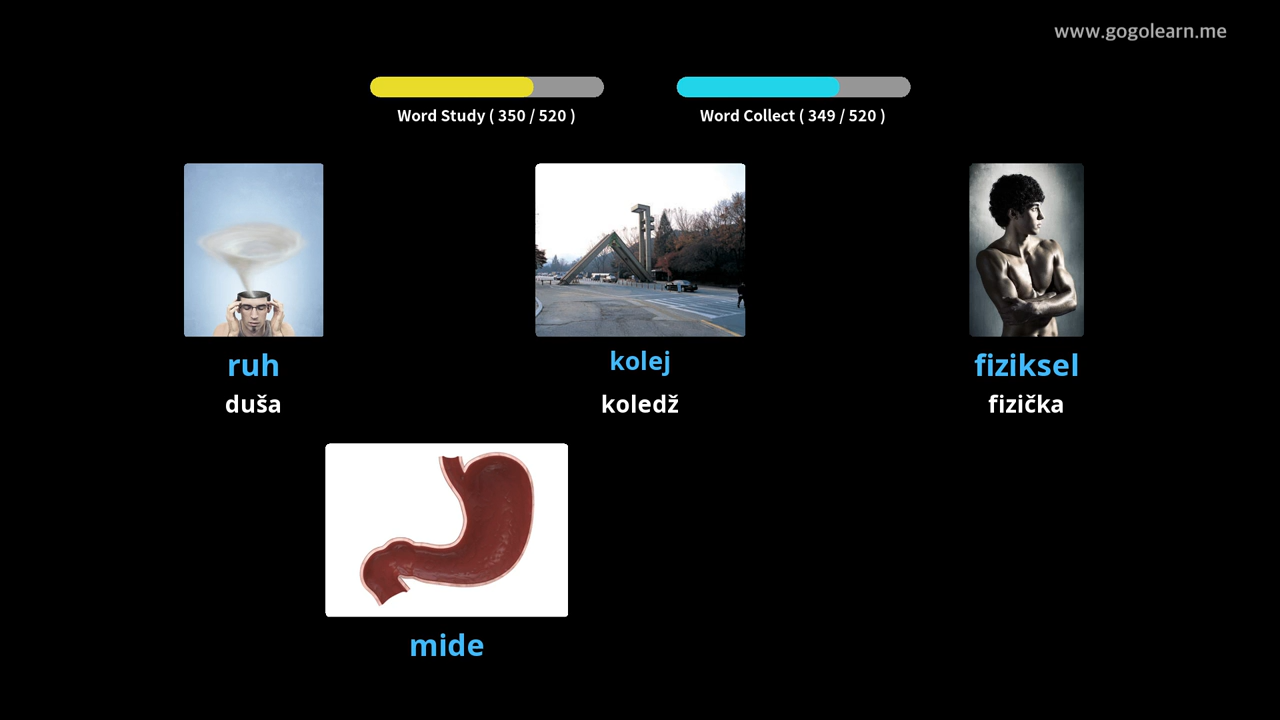 www.gogolearn.me
Word Study ( 350 / 520 )
Word Collect ( 349 / 520 )
ruh
duša
kolej
koledž
fiziksel
fizička
mide